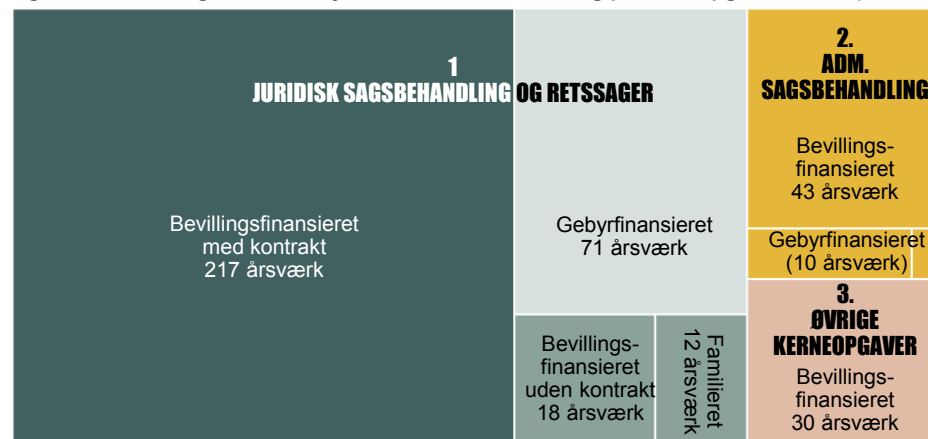 1
JURIDISK SAGSBEHANDLING OG RETSSAGER
Bevillingsfinansieret
med kontrakt
217 årsværk
Gebyrfinansieret
71 årsværk
Bevillings-
finansieret
uden kontrakt
18 årsværk
Familieret
12 årsværk
2.
ADM.
SAGSBEHANDLING
Bevillings-
finansieret
43 årsværk
Gebyrfinansieret
(10 årsværk)
3.
ØVRIGE
KERNEOPGAVER
Bevillings-
finansieret
30 årsværk